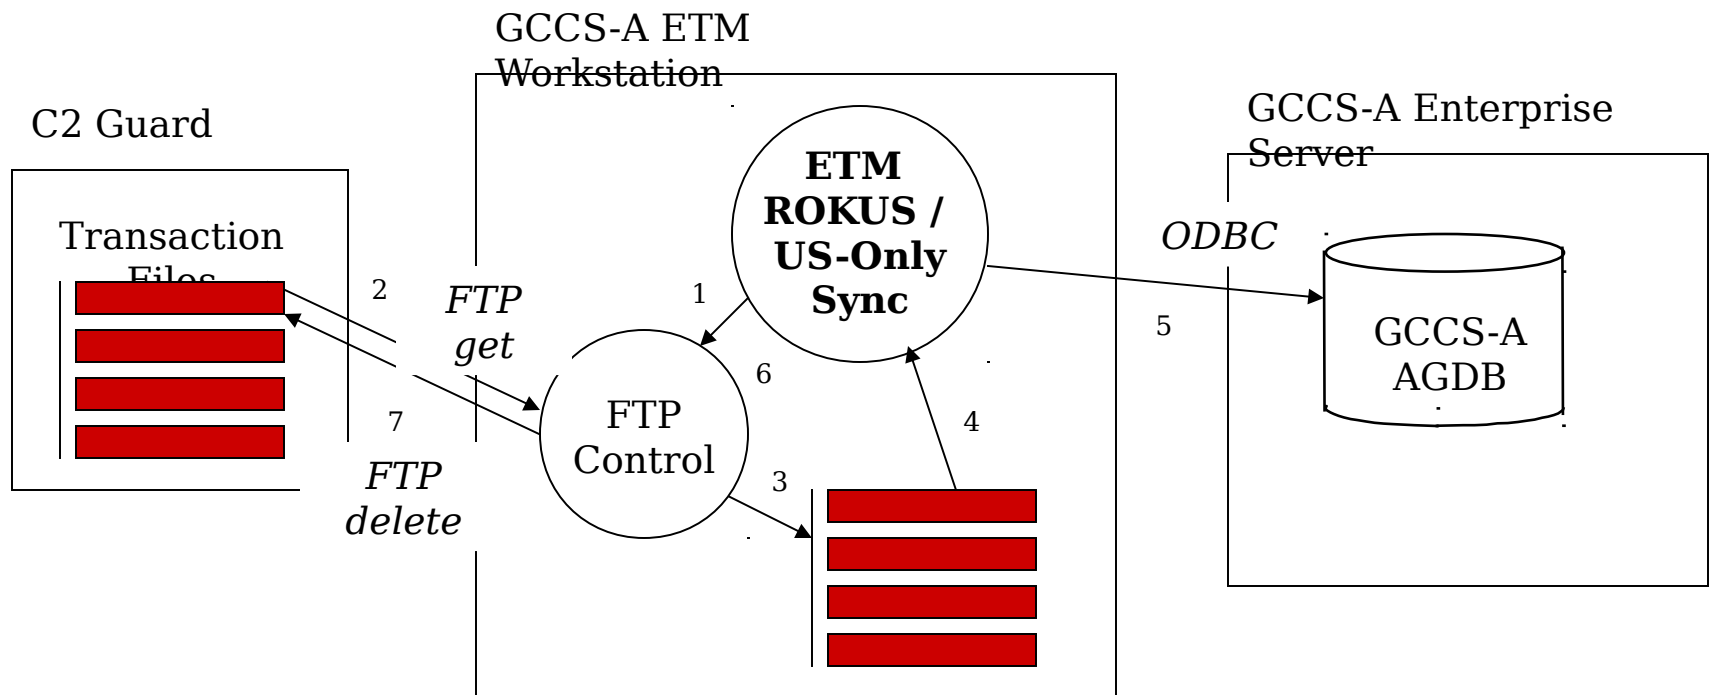 GCCS-A ETM
Workstation
C2 Guard
GCCS-A Enterprise
Server
Transaction
Files
ETM
ROKUS /
US-Only
Sync
ODBC
2
FTP
get
1
5
GCCS-A
AGDB
6
7
FTP
Control
4
FTP
delete
3